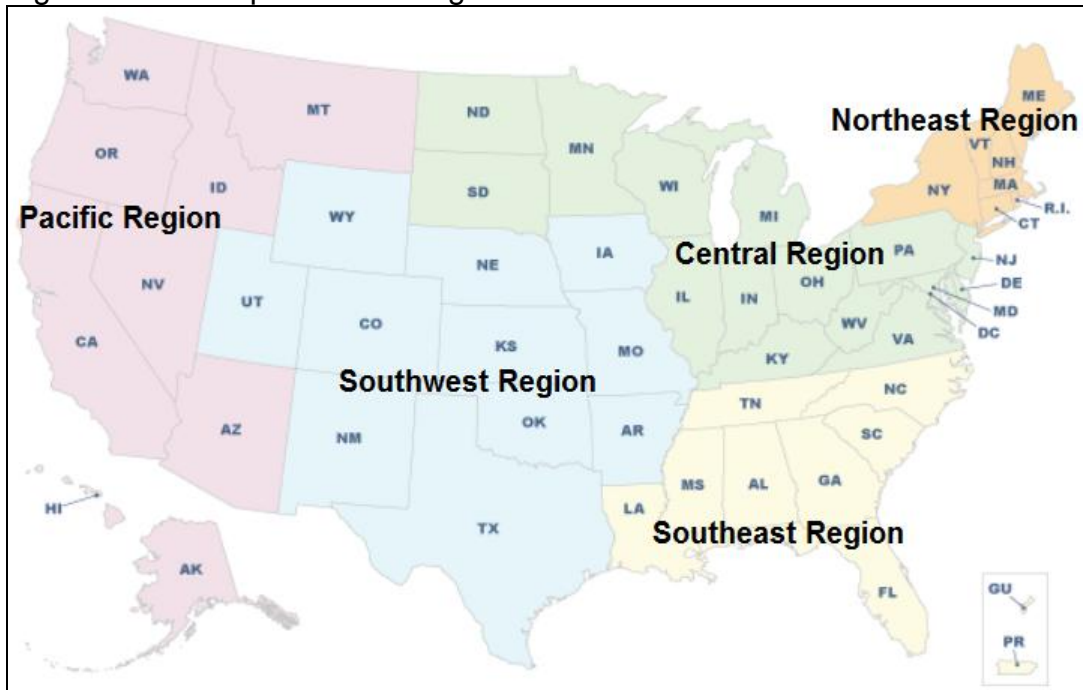 WA
MT
ND
MN
ME
Northeast Region
VT
NH
OR
ID
SD
WI
MI
NY
MA
R.I.
CT
Pacific Region
WY
Central Region
PA
NJ
NV
UT
NE
IA
IL
IN
OH
DE
MD
DC
CA
CO
KS
MO
WV
VA
KY
Southwest Region
AZ
NM
OK
AR
TN
NC
SC
HI
TX
LA
MS
AL
GA
Southeast Region
AK
FL
GU
PR